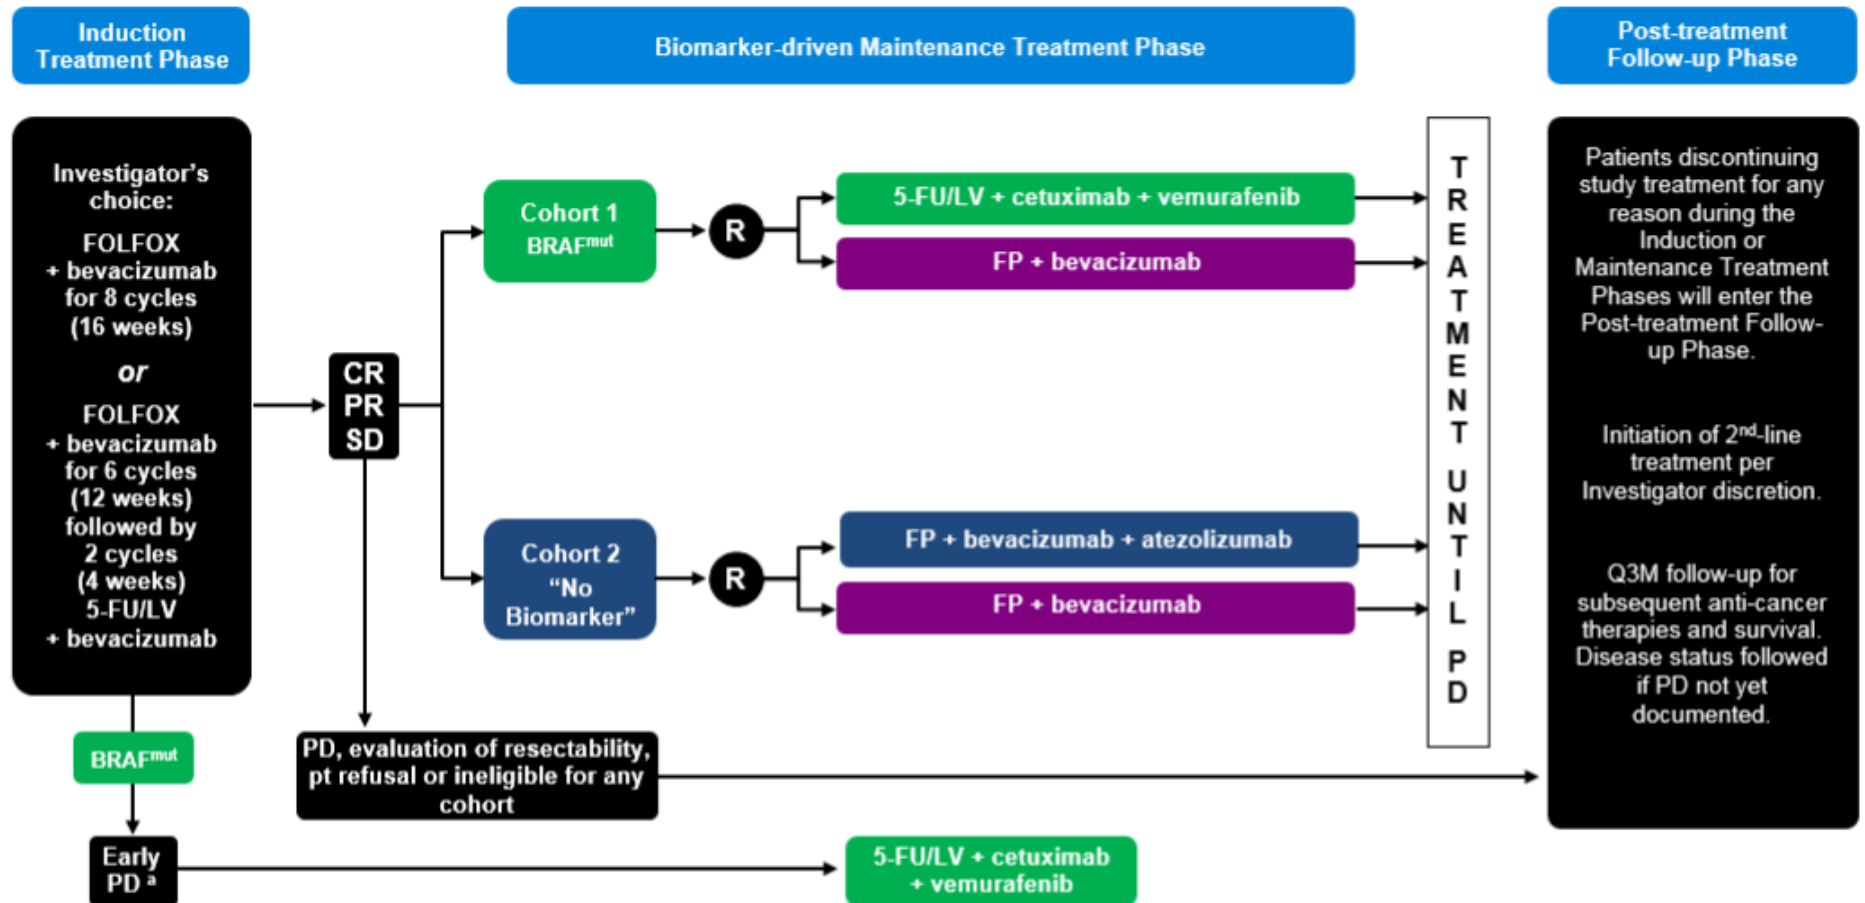 Induction
Treatment Phase
Biomarker-driven Maintenance Treatment Phase
Post-treatment
Follow-up Phase
Investigator's
choice:
FOLFOX
+ bevacizumab
for 8 cycles
(16 weeks)
or
FOLFOX
+ bevacizumab
for 6 cycles
(12 weeks)
followed by
2 cycles
(4 weeks)
5-FU/LV
+ bevacizumab
BRAFmut
Early
PD a
CR
PR
SD
PD, evaluation of resectability,
pt refusal or ineligible for any
cohort
Cohort 1
BRAFmut
R
5-FU/LV + cetuximab + vemurafenib
FP + bevacizumab
Cohort 2
“No
Biomarker”
R
FP + bevacizumab + atezolizumab
FP + bevacizumab
5-FU/LV + cetuximab
+ vemurafenib
TREATMENT UNTIL PD
Patients discontinuing
study treatment for any
reason during the
Induction or
Maintenance Treatment
Phases will enter the
Post-treatment Follow-
up Phase.
Initiation of 2nd-line
treatment per
Investigator discretion.
Q3M follow-up for
subsequent anti-cancer
therapies and survival.
Disease status followed
if PD not yet
documented.